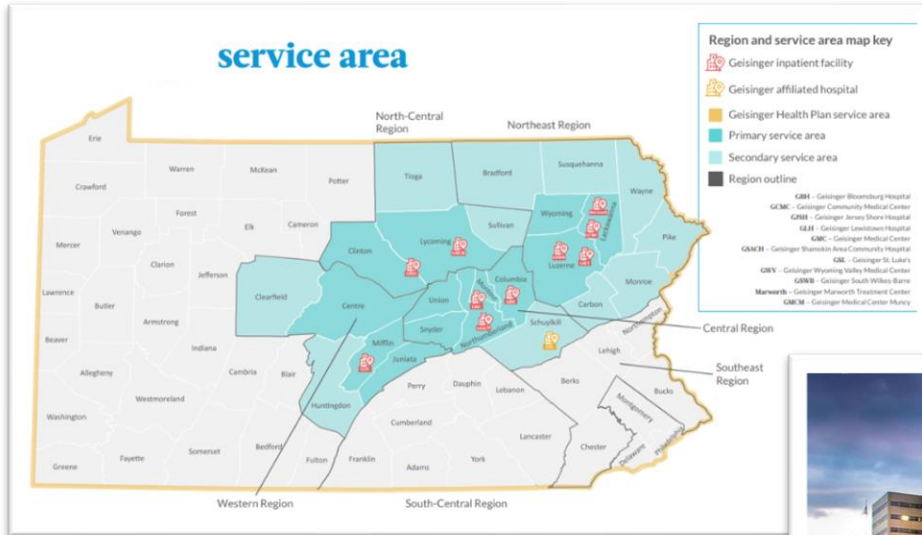 service area
Region and service area map key
Geisinger inpatient facility
Geisinger affiliated hospital
Geisinger Health Plan service area
Primary service area
Secondary service area
Region outline
GBH – Geisinger Bloomsburg Hospital
GCMC – Geisinger Community Medical Center
GJSH – Geisinger Jersey Shore Hospital
GLH – Geisinger Lewistown Hospital
GMC – Geisinger Medical Center
GSACH – Geisinger Shamokin Area Community Hospital
GSL – Geisinger St. Luke's
GWV – Geisinger Wyoming Valley Medical Center
GSWB – Geisinger South Wilkes-Barre
Marworth – Geisinger Marworth Treatment Center
GMCM – Geisinger Medical Center Muncy
North-Central
Region
Northeast Region
Erie
Crawford
Warren
McKean
Potter
Tioga
Bradford
Susquehanna
Wayne
Forest
Venango
Elk
Cameron
Mercer
Clarion
Jefferson
Clinton
Lycoming
Sullivan
Wyoming
Lackawanna
Pike
Lawrence
Butler
Clearfield
Centre
Union
Montour
Columbia
Luzerne
Monroe
Carbon
Beaver
Armstrong
Indiana
Snyder
Northumberland
Schuylkill
Northampton
Central Region
Allegheny
Cambria
Blair
Mifflin
Juniata
Perry
Dauphin
Lebanon
Berks
Lehigh
Southeast
Region
Westmoreland
Huntingdon
Cumberland
Bucks
Montgomery
Washington
Greene
Fayette
Somerset
Bedford
Fulton
Franklin
Adams
York
Lancaster
Chester
Delaware
Philadelphia
Western Region
South-Central Region